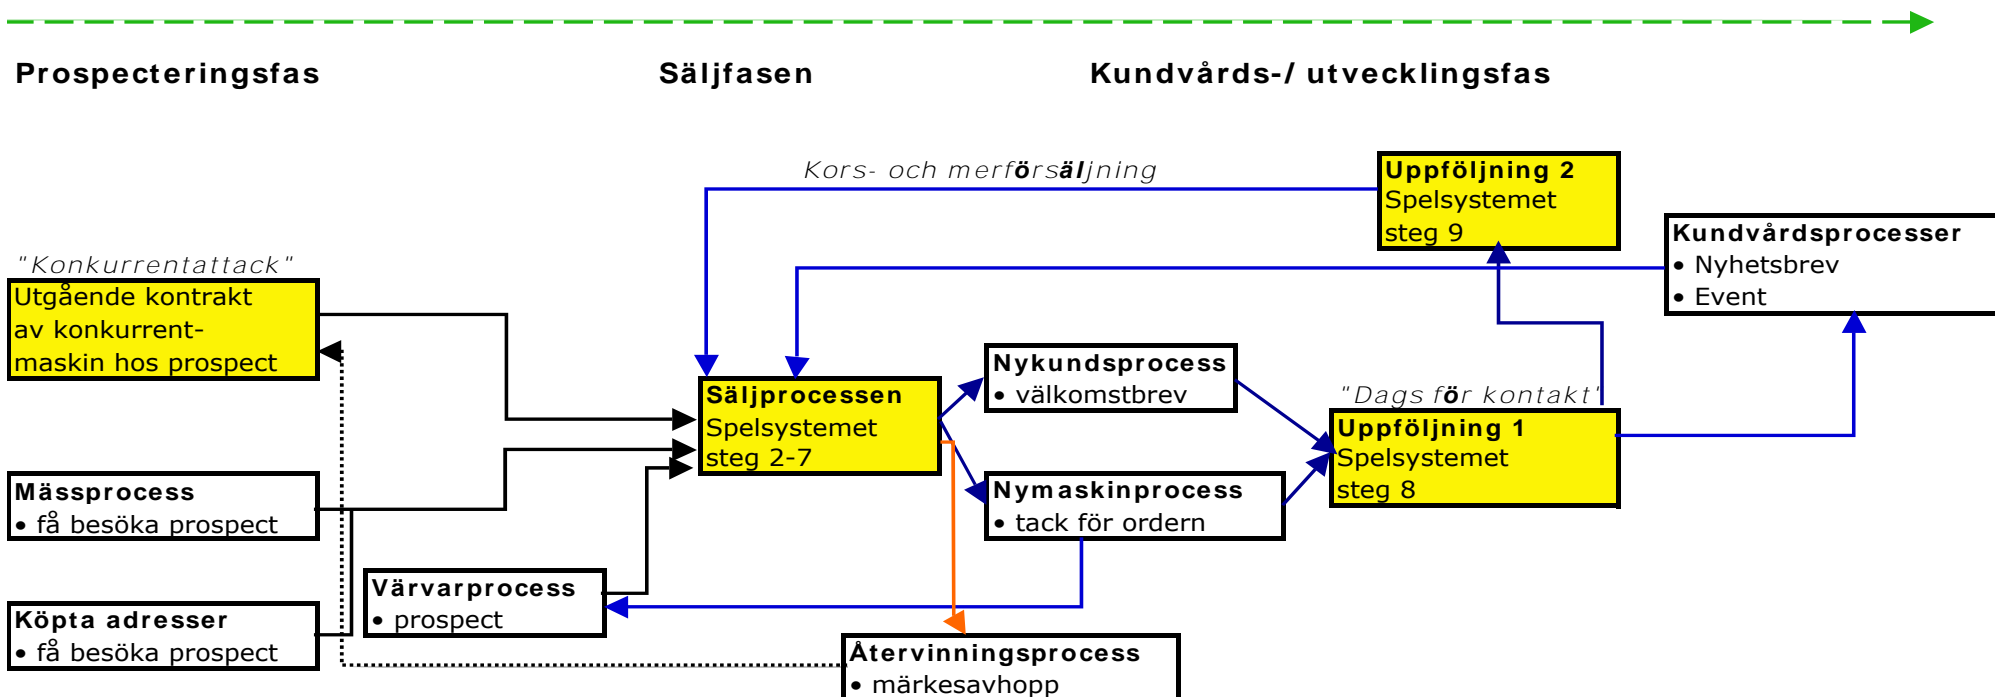 Prospecteringsfas
Säljfasen
Kundvårds-/ utvecklingsfas
Kors- och merförsäljning
Uppföljning 2
Spelsystemet
steg 9
Kundvårdsprocesser
• Nyhetsbrev
• Event
"Konkurrentattack"
Utgående kontrakt
av konkurrent-
maskin hos prospect
Säljprocessen
Spelsystemet
steg 2-7
Nykundsprocess
• välkomstbrev
"Dags för kontakt"
Uppföljning 1
Spelsystemet
steg 8
Mässprocess
• få besöka prospect
Nymaskinprocess
• tack för ordern
Värvarprocess
• prospect
Köpta adresser
• få besöka prospect
Återvinningsprocess
• märkesavhopp